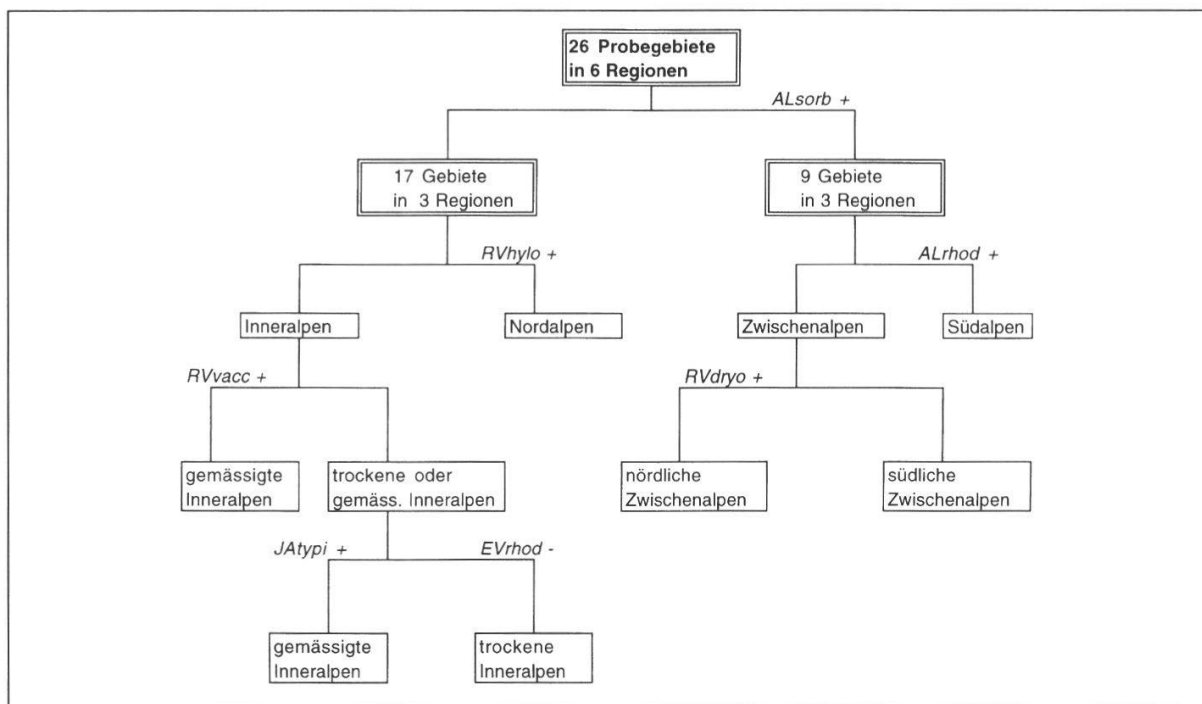 26 Probegebiete
in 6 Regionen
ALsorb +
17 Gebiete
in 3 Regionen
9 Gebiete
in 3 Regionen
RVhylo +
ALrhod +
Inneralpen
Nordalpen
Zwischenalpen
Südalpen
RVvacc +
RVdryo +
gemässigte
Inneralpen
trockene oder
gemäss. Inneralpen
nördliche
Zwischenalpen
südliche
Zwischenalpen
JAtypi +
EVrhod -
gemässigte
Inneralpen
trockene
Inneralpen